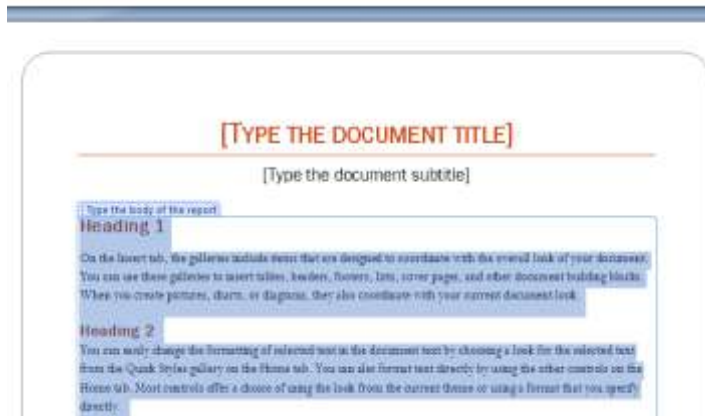 [TYPE THE DOCUMENT TITLE]
[Type the document subtitle]
Type the body of the report
Heading 1
On the Insert tab, the galleries include items that are designed to coordinate with the overall look of your document.
You can use these galleries to insert tables, headers, footers, lists, cover pages, and other document building blocks.
When you create pictures, charts, or diagrams, they also coordinate with your current document look.
Heading 2
You can easily change the formatting of selected text in the document text by choosing a look for the selected text
from the Quick Styles gallery on the Home tab. You can also format text directly by using the other controls on the
Home tab. Most controls offer a choice of using the look from the current theme or using a format that you specify
directly.